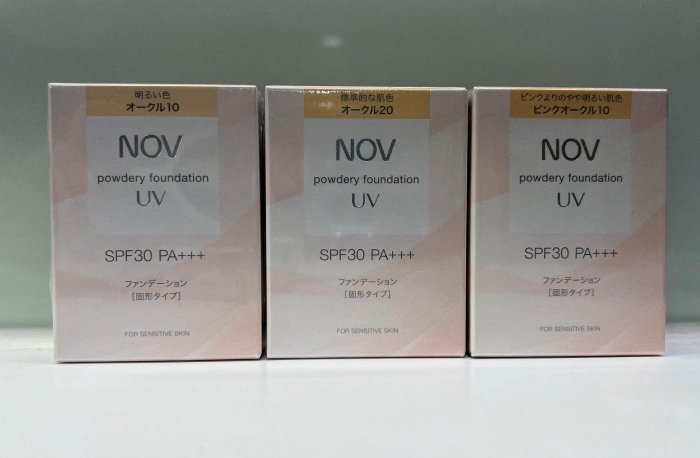 明るい色
オークル10
NOV
powdery foundation
UV
SPF30 PA+++
ファンデーション
[固形タイプ]
FOR SENSITIVE SKIN
標準的な肌色
オークル20
NOV
powdery foundation
UV
SPF30 PA+++
ファンデーション
[固形タイプ]
FOR SENSITIVE SKIN
ピンクよりのやや明るい肌色
ピンクオークル10
NOV
powdery foundation
UV
SPF30 PA+++
ファンデーション
[固形タイプ]
FOR SENSITIVE SKIN